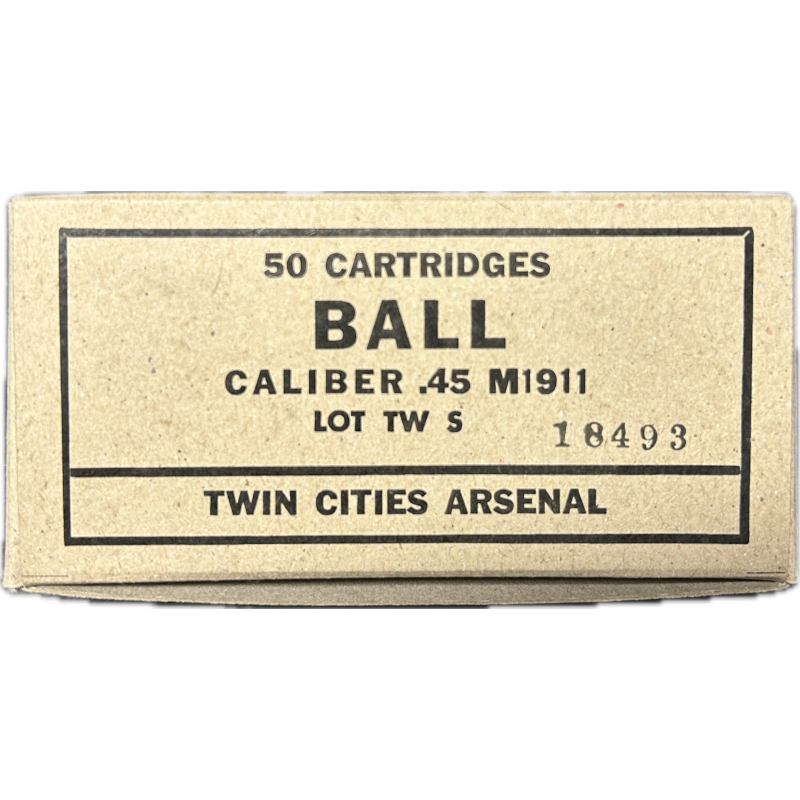 50 CARTRIDGES
BALL
CALIBER .45 M1911
LOT TW S 18493
TWIN CITIES ARSENAL